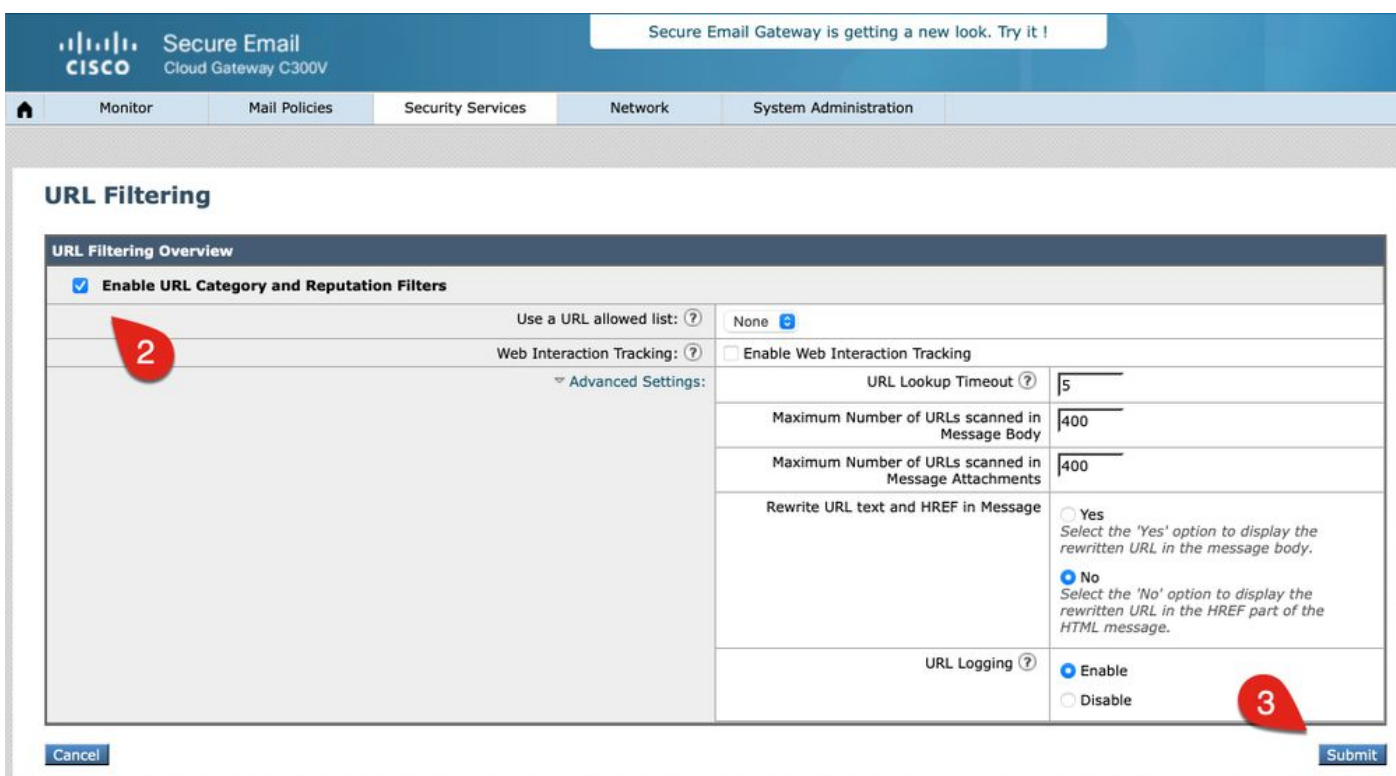 Secure Email Gateway is getting a new look. Try it !
CISCO
Secure Email
Cloud Gateway C300V
Monitor
Mail Policies
Security Services
Network
System Administration
URL Filtering
URL Filtering Overview
Enable URL Category and Reputation Filters
2
Use a URL allowed list: ?
None
Web Interaction Tracking: ?
Enable Web Interaction Tracking
Advanced Settings:
URL Lookup Timeout ?
5
Maximum Number of URLs scanned in
Message Body
400
Maximum Number of URLs scanned in
Message Attachments
400
Rewrite URL text and HREF in Message
Yes
Select the 'Yes' option to display the
rewritten URL in the message body.
No
Select the 'No' option to display the
rewritten URL in the HREF part of the
HTML message.
URL Logging ?
Enable
Disable
3
Cancel
Submit